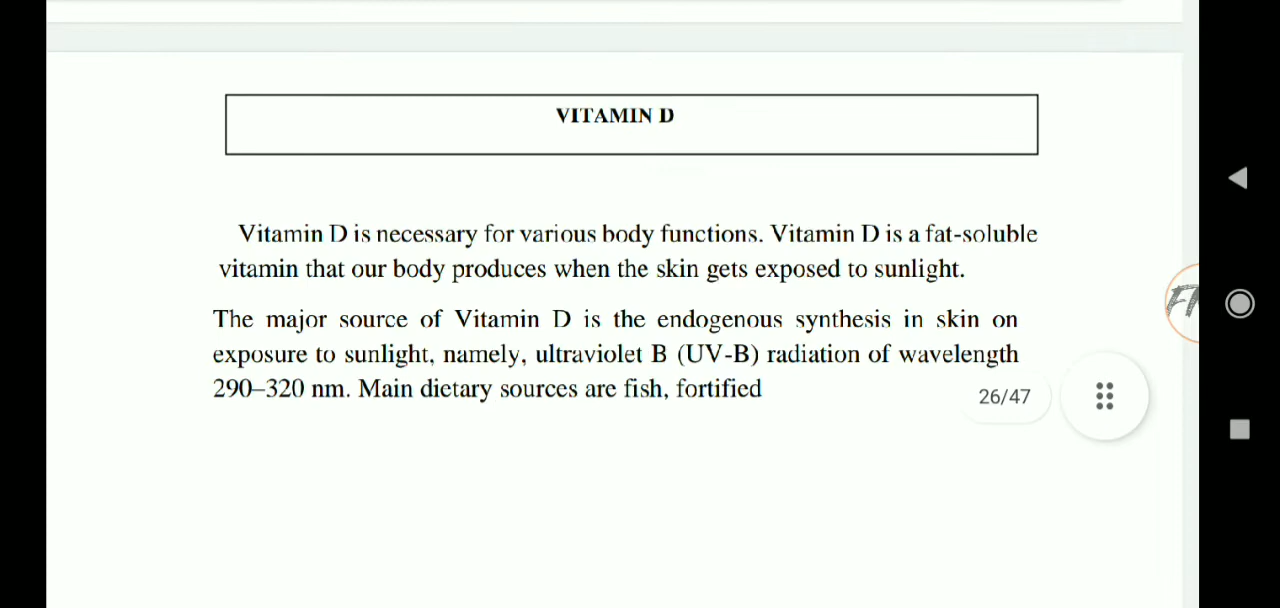 VITAMIN D
Vitamin D is necessary for various body functions. Vitamin D is a fat-soluble
vitamin that our body produces when the skin gets exposed to sunlight.
The major source of Vitamin D is the endogenous synthesis in skin on
exposure to sunlight, namely, ultraviolet B (UV-B) radiation of wavelength
290–320 nm. Main dietary sources are fish, fortified
26/47